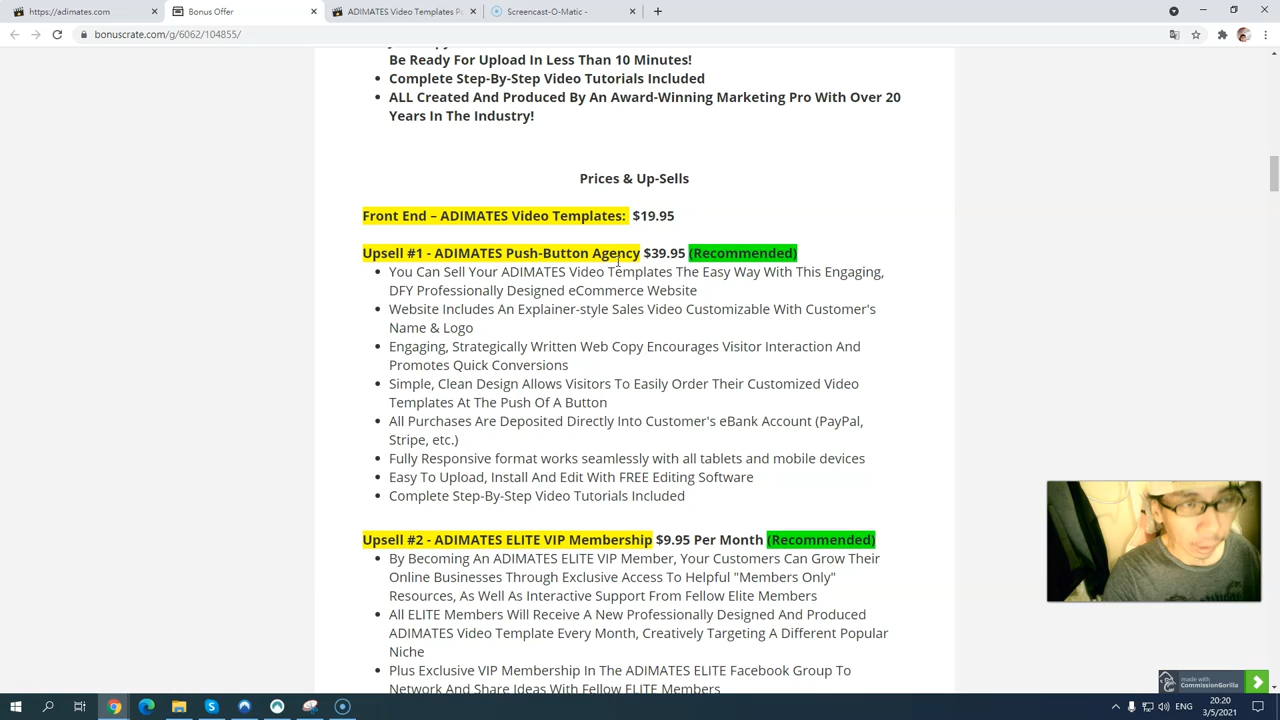 https://adimates.com
Bonus Offer
ADIMATES Video Templates P
Screencast-O-Matic -
bonuscrate.com/g/6062/104855/
Be Ready For Upload In Less Than 10 Minutes!
Complete Step-By-Step Video Tutorials Included
ALL Created And Produced By An Award-Winning Marketing Pro With Over 20
Years In The Industry!
Prices & Up-Sells
Front End – ADIMATES Video Templates: $19.95
Upsell #1 - ADIMATES Push-Button Agency $39.95 (Recommended)
You Can Sell Your ADIMATES Video Templates The Easy Way With This Engaging,
DFY Professionally Designed eCommerce Website
Website Includes An Explainer-style Sales Video Customizable With Customer's
Name & Logo
Engaging, Strategically Written Web Copy Encourages Visitor Interaction And
Promotes Quick Conversions
Simple, Clean Design Allows Visitors To Easily Order Their Customized Video
Templates At The Push Of A Button
All Purchases Are Deposited Directly Into Customer's eBank Account (PayPal,
Stripe, etc.)
Fully Responsive format works seamlessly with all tablets and mobile devices
Easy To Upload, Install And Edit With FREE Editing Software
Complete Step-By-Step Video Tutorials Included
Upsell #2 - ADIMATES ELITE VIP Membership $9.95 Per Month (Recommended)
By Becoming An ADIMATES ELITE VIP Member, Your Customers Can Grow Their
Online Businesses Through Exclusive Access To Helpful "Members Only"
Resources, As Well As Interactive Support From Fellow Elite Members
All ELITE Members Will Receive A New Professionally Designed And Produced
ADIMATES Video Template Every Month, Creatively Targeting A Different Popular
Niche
Plus Exclusive VIP Membership In The ADIMATES ELITE Facebook Group To
Network And Share Ideas With Fellow ELITE Members
made with
CommissionGorilla
ENG
20:20
3/5/2021